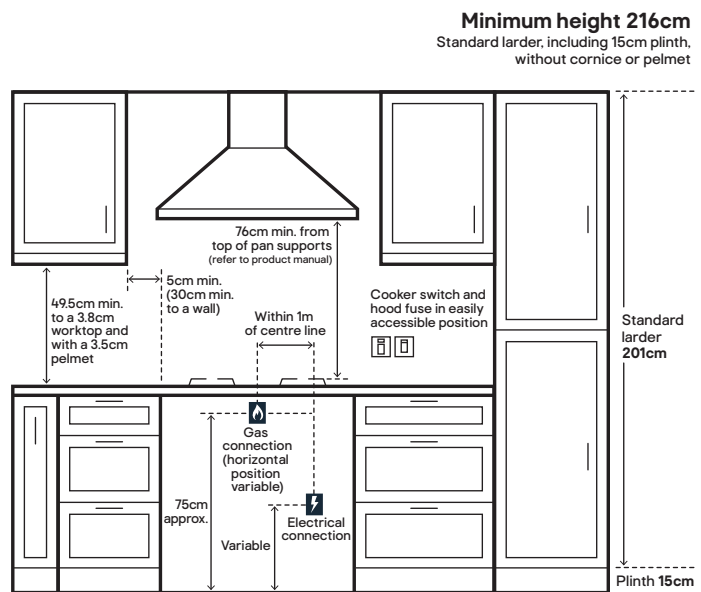 Minimum height 216cm
Standard larder, including 15cm plinth,
without cornice or pelmet
76cm min. from
top of pan supports
(refer to product manual)
5cm min.
(30cm min.
to a wall)
49.5cm min.
to a 3.8cm
worktop and
with a 3.5cm
pelmet
Within 1m
of centre line
Cooker switch and
hood fuse in easily
accessible position
Standard
larder
201cm
Gas
connection
(horizontal
position
variable)
75cm
approx.
Electrical
connection
Variable
Plinth 15cm